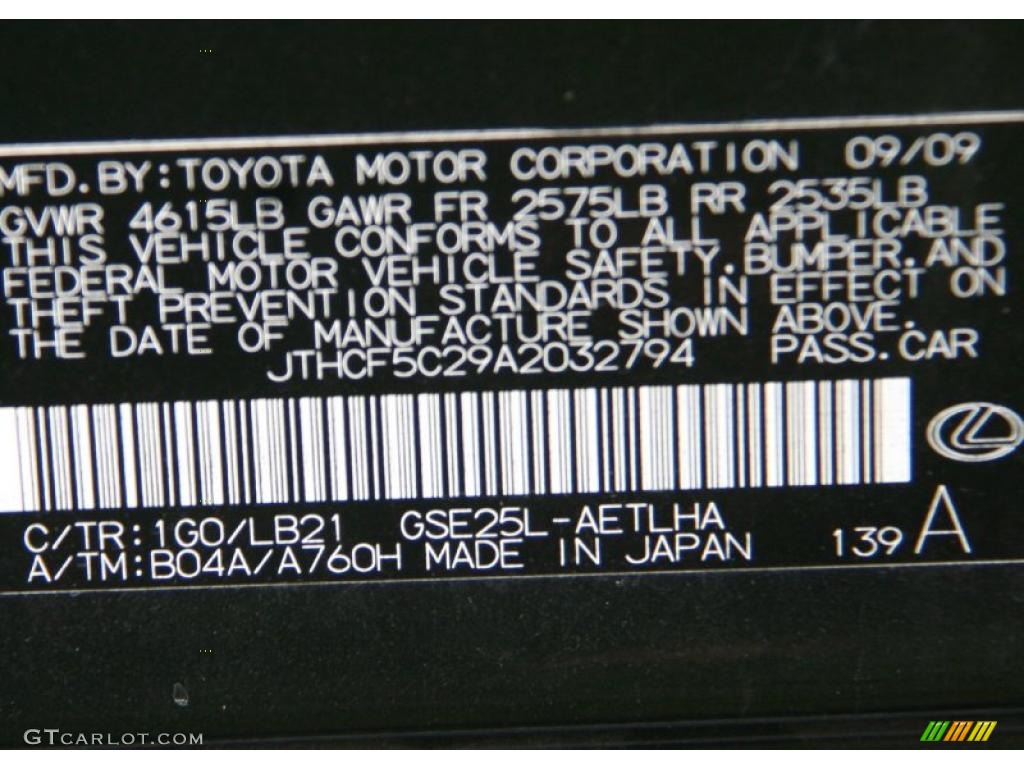 MFD.BY:TOYOTA MOTOR CORPORATION 09/09
GVWR 4615LB GAWR FR 2575LB RR 2535LB
THIS VEHICLE CONFORMS TO ALL APPLICABLE
FEDERAL MOTOR VEHICLE SAFETY.BUMPER.AND
THEFT PREVENTION STANDARDS IN EFFECT ON
THE DATE OF MANUFACTURE SHOWN ABOVE.
JTHCF5C29A2032794 PASS.CAR
C/TR:1G0/LB21 GSE25L-AETLHA
A/TM:B04A/A760H MADE IN JAPAN 139 A
GTCARLOT.COM